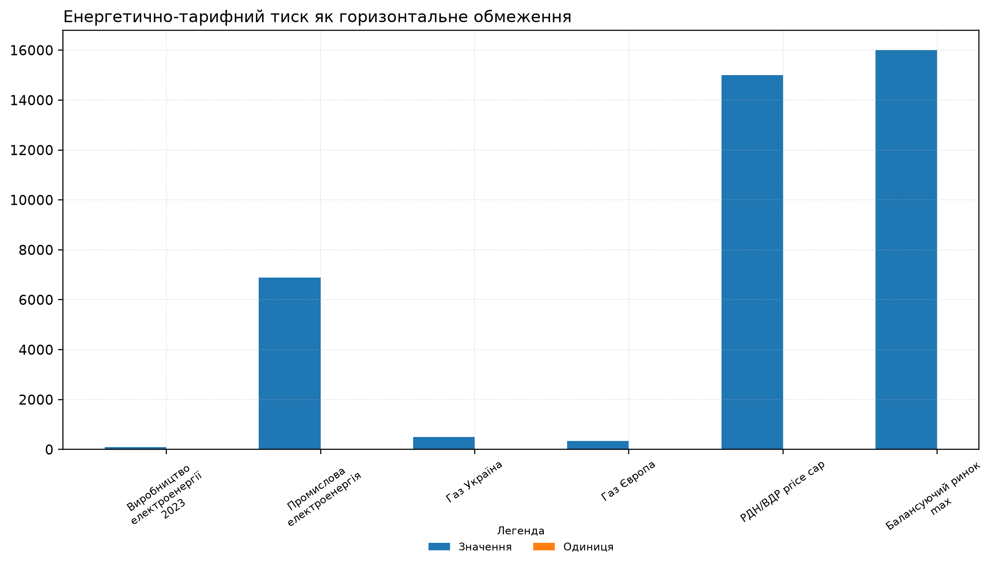 Енергетично-тарифний тиск як горизонтальне обмеження
16000
14000
12000
10000
8000
6000
4000
2000
0
Виробництво
електроенергії
2023
Промислова
електроенергія
Газ Україна
Газ Європа
РДН/ВДР price cap
Балансуючий ринок
max
Легенда
Значення
Одиниця